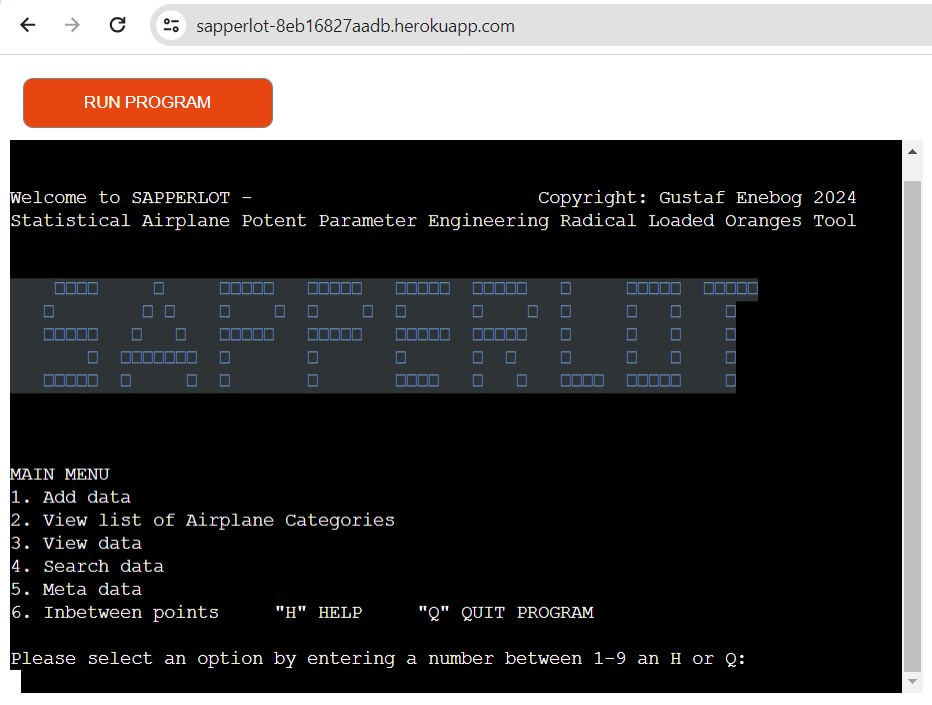 sapperlot-8eb16827aadb.herokuapp.com
RUN PROGRAM
Welcome to SAPPERLOT - Copyright: Gustaf Enebog 2024
Statistical Airplane Potent Parameter Engineering Radical Loaded Oranges Tool
SAPPERLOT
MAIN MENU
1. Add data
2. View list of Airplane Categories
3. View data
4. Search data
5. Meta data
6. Inbetween points "H" HELP "Q" QUIT PROGRAM
Please select an option by entering a number between 1-9 an H or Q: